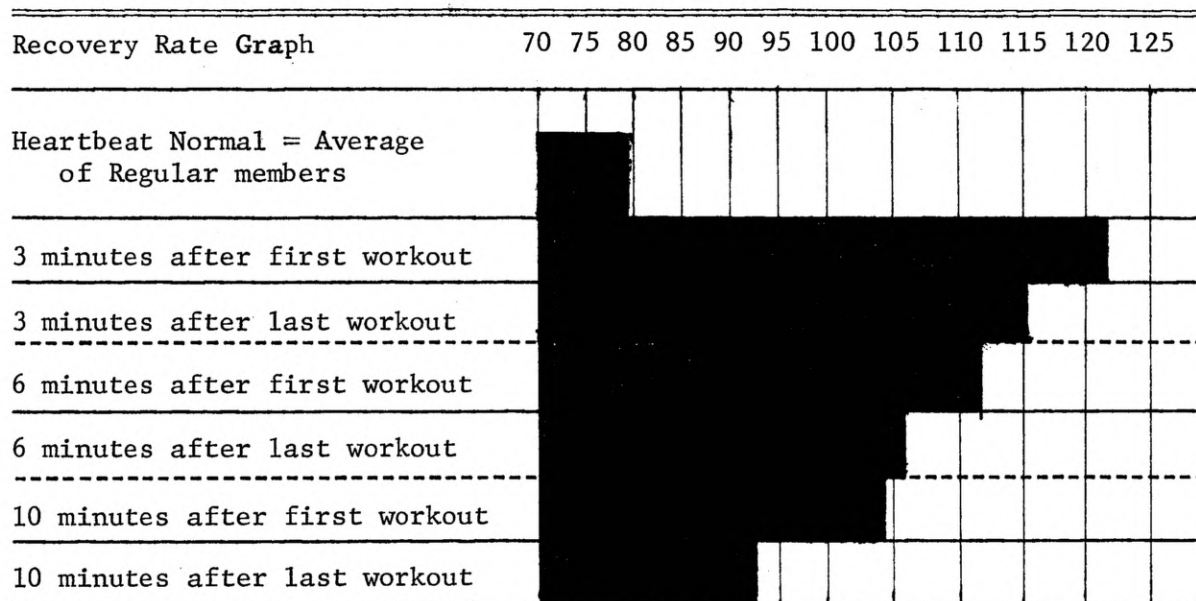 Recovery Rate Graph 70 75 80 85 90 95 100 105 110 115 120 125
Heartbeat Normal = Average
of Regular members
3 minutes after first workout
3 minutes after last workout
6 minutes after first workout
6 minutes after last workout
10 minutes after first workout
10 minutes after last workout